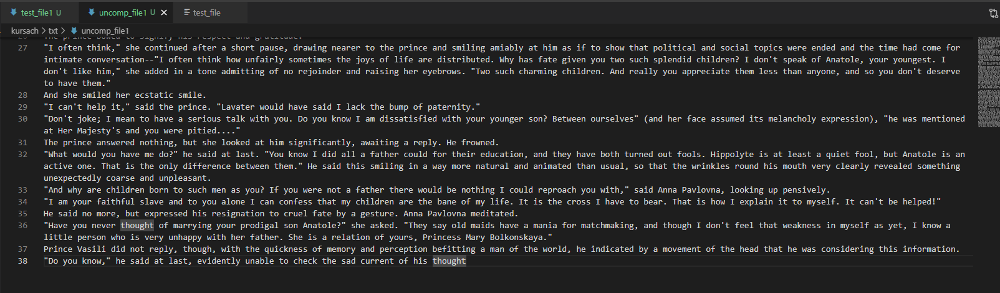 test_file1 U
uncomp_file1 U
test_file
kursach > txt > uncomp_file1
26 The prince bowed to signify his respect and gratitude.
27 "I often think," she continued after a short pause, drawing nearer to the prince and smiling amiably at him as if to show that political and social topics were ended and the time had come for
intimate conversation--"I often think how unfairly sometimes the joys of life are distributed. Why has fate given you two such splendid children? I don't speak of Anatole, your youngest. I
don't like him," she added in a tone admitting of no rejoinder and raising her eyebrows. "Two such charming children. And really you appreciate them less than anyone, and so you don't deserve
to have them."
28 And she smiled her ecstatic smile.
29 "I can't help it," said the prince. "Lavater would have said I lack the bump of paternity."
30 "Don't joke; I mean to have a serious talk with you. Do you know I am dissatisfied with your younger son? Between ourselves" (and her face assumed its melancholy expression), "he was mentioned
at Her Majesty's and you were pitied...."
31 The prince answered nothing, but she looked at him significantly, awaiting a reply. He frowned.
32 "What would you have me do?" he said at last. "You know I did all a father could for their education, and they have both turned out fools. Hippolyte is at least a quiet fool, but Anatole is an
active one. That is the only difference between them." He said this smiling in a way more natural and animated than usual, so that the wrinkles round his mouth very clearly revealed something
unexpectedly coarse and unpleasant.
33 "And why are children born to such men as you? If you were not a father there would be nothing I could reproach you with," said Anna Pavlovna, looking up pensively.
34 "I am your faithful slave and to you alone I can confess that my children are the bane of my life. It is the cross I have to bear. That is how I explain it to myself. It can't be helped!"
35 He said no more, but expressed his resignation to cruel fate by a gesture. Anna Pavlovna meditated.
36 "Have you never thought of marrying your prodigal son Anatole?" she asked. "They say old maids have a mania for matchmaking, and though I don't feel that weakness in myself as yet, I know a
little person who is very unhappy with her father. She is a relation of yours, Princess Mary Bolkonskaya."
37 Prince Vasili did not reply, though, with the quickness of memory and perception befitting a man of the world, he indicated by a movement of the head that he was considering this information.
38 "Do you know," he said at last, evidently unable to check the sad current of his thought